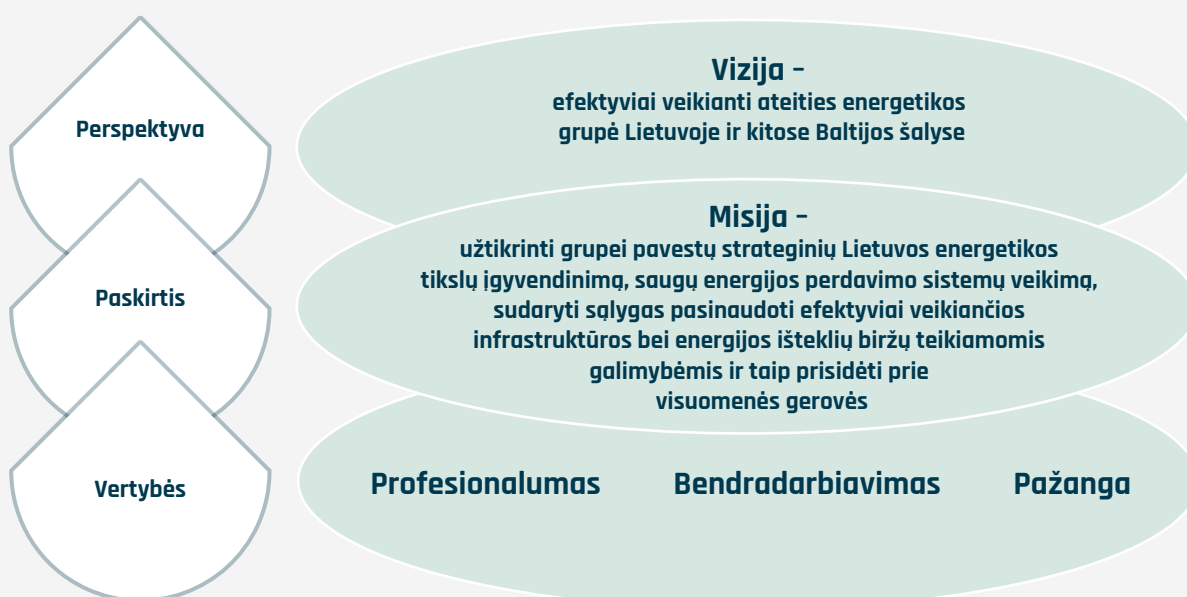 Perspektyva
Vizija –
efektyviai veikianti ateities energetikos
grupė Lietuvoje ir kitose Baltijos šalyse
Paskirtis
Misija –
užtikrinti grupei pavestų strateginių Lietuvos energetikos
tikslų įgyvendinimą, saugų energijos perdavimo sistemų veikimą,
sudaryti sąlygas pasinaudoti efektyviai veikiančios
infrastruktūros bei energijos išteklių biržų teikiamomis
galimybėmis ir taip prisidėti prie
visuomenės gerovės
Vertybės
Profesionalumas Bendradarbiavimas Pažanga